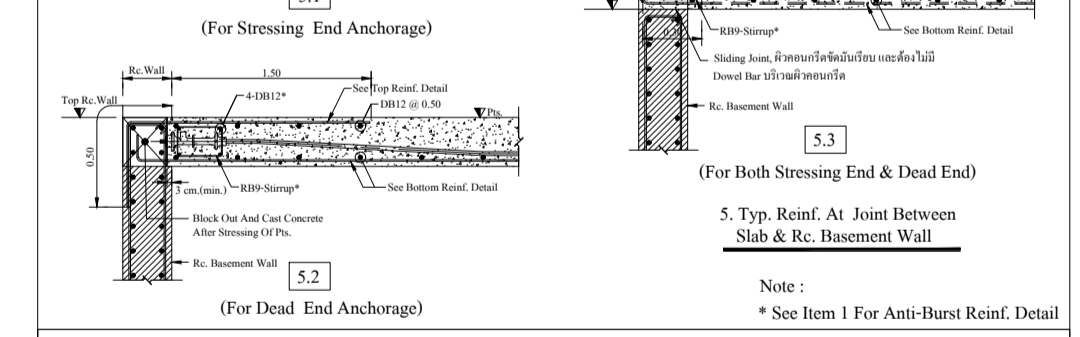 (For Stressing End Anchorage)
Rc.Wall
1.50
See Top Reinf. Detail
4-DB12*
DB12 @ 0.50
Top Rc.Wall
Pts.
0.50
3 cm.(min.)
RB9-Stirrup*
See Bottom Reinf. Detail
Block Out And Cast Concrete
After Stressing Of Pts.
Rc. Basement Wall
5.2
(For Dead End Anchorage)
RB9-Stirrup*
See Bottom Reinf. Detail
Sliding Joint, ผิวคอนกรีตขัดมันเรียบ และต้องไม่มี
Dowel Bar บริเวณผิวคอนกรีต
Rc. Basement Wall
5.3
(For Both Stressing End & Dead End)
5. Typ. Reinf. At Joint Between
Slab & Rc. Basement Wall
Note :
* See Item 1 For Anti-Burst Reinf. Detail